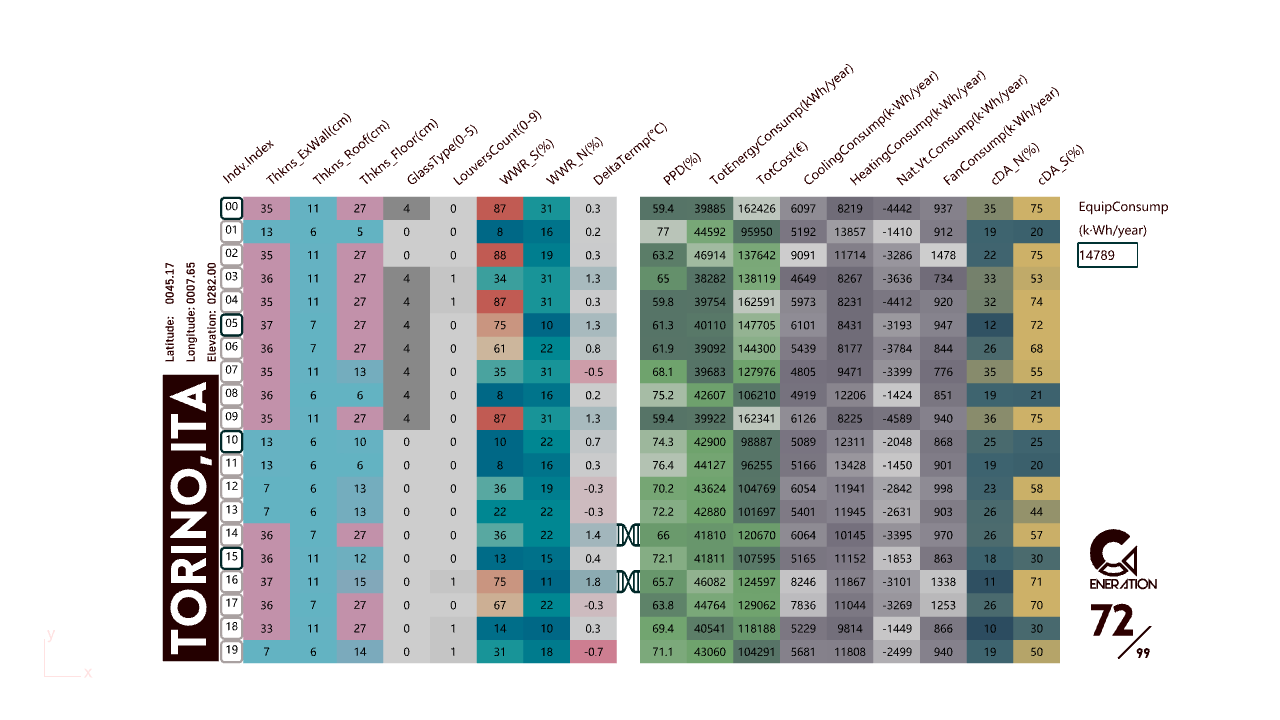 Indv.Index Thkns_ExWall(cm) Thkns_Roof(cm) Thkns_Floor(cm) GlassType(0-5) LouversCount(0-9) WWR_S(%) WWR_N(%) DeltaTermp(°C) PPD(%) TotEnergyConsump(kWh/year) TotCost(€) CoolingConsump(k·Wh/year) HeatingConsump(k·Wh/year) Nat.Vt.Consump(k·Wh/year) FanConsump(k·Wh/year) cDA_N(%) cDA_S(%)
00 35 11 27 4 0 87 31 0.3 59.4 39885 162426 6097 8219 -4442 937 35 75
01 13 6 5 0 0 8 16 0.2 77 44592 95950 5192 13857 -1410 912 19 20
02 35 11 27 0 0 88 19 0.3 63.2 46914 137642 9091 11714 -3286 1478 22 75
03 36 11 27 4 1 34 31 1.3 65 38282 138119 4649 8267 -3636 734 33 53
04 35 11 27 4 1 87 31 0.3 59.8 39754 162591 5973 8231 -4412 920 32 74
05 37 7 27 4 0 75 10 1.3 61.3 40110 147705 6101 8431 -3193 947 12 72
06 36 7 27 4 0 61 22 0.8 61.9 39092 144300 5439 8177 -3784 844 26 68
07 35 11 13 4 0 35 31 -0.5 68.1 39683 127976 4805 9471 -3399 776 35 55
08 36 6 6 4 0 8 16 0.2 75.2 42607 106210 4919 12206 -1424 851 19 21
09 35 11 27 4 0 87 31 1.3 59.4 39922 162341 6126 8225 -4589 940 36 75
10 13 6 10 0 0 10 22 0.7 74.3 42900 98887 5089 12311 -2048 868 25 25
11 13 6 6 0 0 8 16 0.3 76.4 44127 96255 5166 13428 -1450 901 19 20
12 7 6 13 0 0 36 19 -0.3 70.2 43624 104769 6054 11941 -2842 998 23 58
13 7 6 13 0 0 22 22 -0.3 72.2 42880 101697 5401 11945 -2631 903 26 44
14 36 7 27 0 0 36 22 1.4 66 41810 120670 6064 10145 -3395 970 26 57
15 36 11 12 0 0 13 15 0.4 72.1 41811 107595 5165 11152 -1853 863 18 30
16 37 11 15 0 1 75 11 1.8 65.7 46082 124597 8246 11867 -3101 1338 11 71
17 36 7 27 0 0 67 22 -0.3 63.8 44764 129062 7836 11044 -3269 1253 26 70
18 33 11 27 0 1 14 10 0.3 69.4 40541 118188 5229 9814 -1449 866 10 30
19 7 6 14 0 1 31 18 -0.7 71.1 43060 104291 5681 11808 -2499 940 19 50
EquipConsump
(k·Wh/year)
14789
Latitude: 0045.17
Longitude: 0007.65
Elevation: 0282.00
TORINO,ITA
GENERATION
72/99
y
x